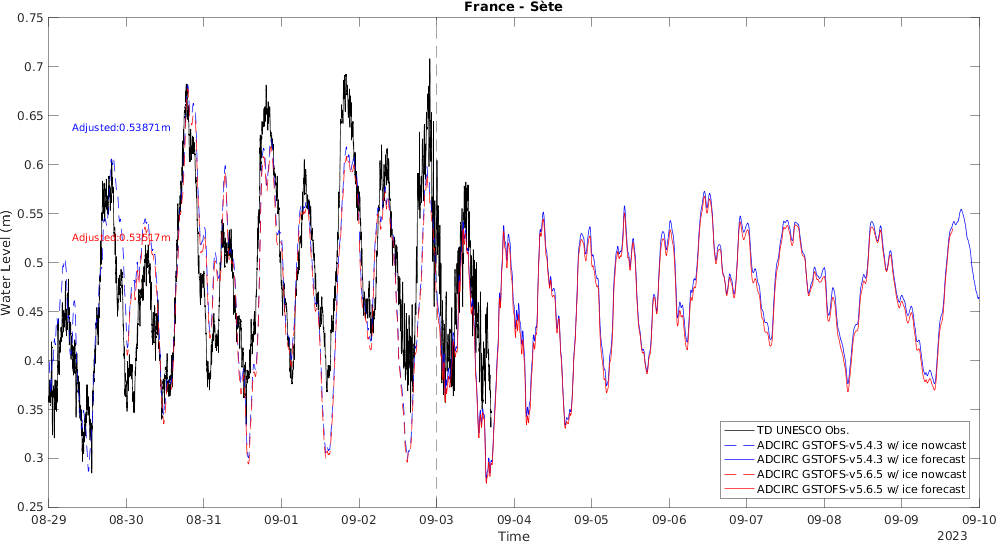 France - Sète
0.75
0.7
0.65
0.6
0.55
0.5
0.45
0.4
0.35
0.3
0.25
Water Level (m)
Adjusted:0.53871m
Adjusted:0.53517m
TD UNESCO Obs.
ADCIRC GSTOFS-v5.4.3 w/ ice nowcast
ADCIRC GSTOFS-v5.4.3 w/ ice forecast
ADCIRC GSTOFS-v5.6.5 w/ ice nowcast
ADCIRC GSTOFS-v5.6.5 w/ ice forecast
08-29 08-30 08-31 09-01 09-02 09-03 09-04 09-05 09-06 09-07 09-08 09-09 09-10
Time
2023